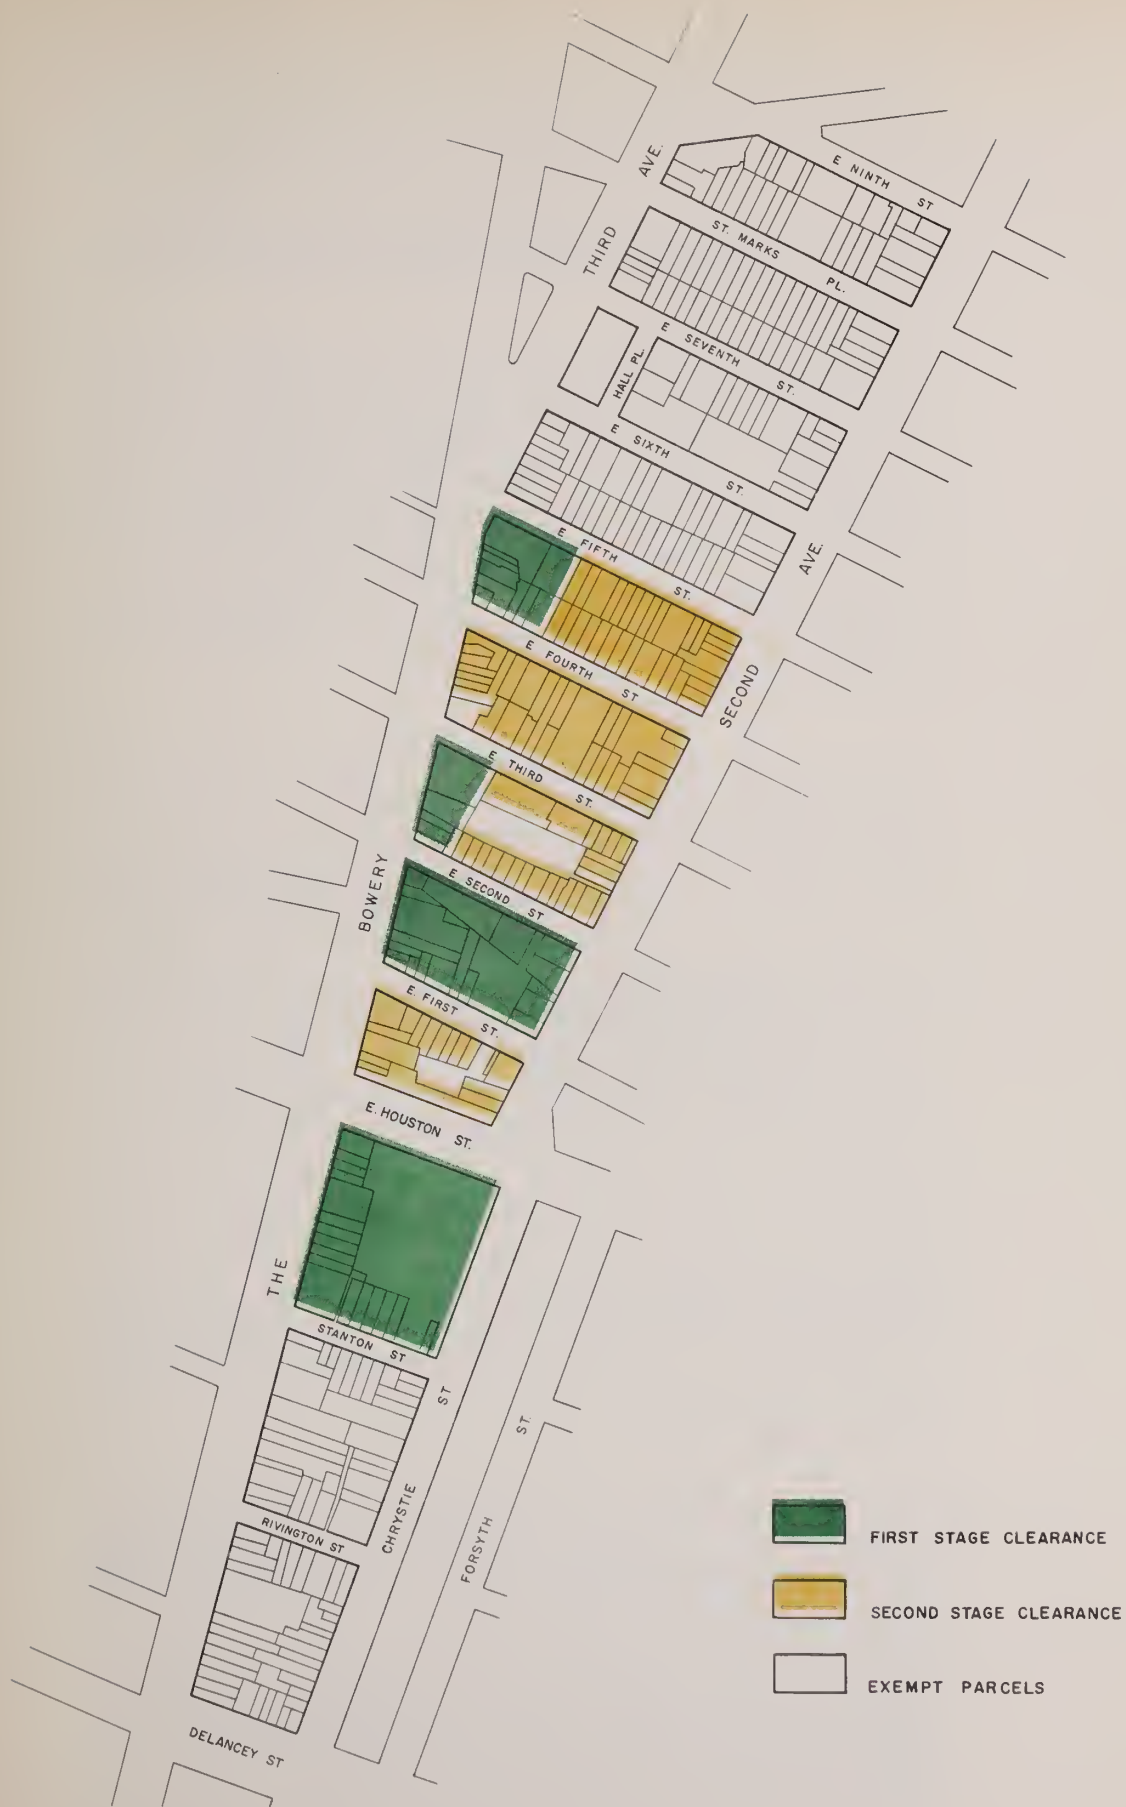 E NINTH ST
THIRD AVE.
ST. MARKS PL.
E SEVENTH ST.
HALL PL.
E SIXTH ST.
E FIFTH ST.
SECOND AVE.
E FOURTH ST
E THIRD ST.
E SECOND ST
THE BOWERY
E. FIRST ST.
E. HOUSTON ST.
STANTON ST
CHRYSTIE ST
FORSYTH ST.
RIVINGTON ST
DELANCEY ST
FIRST STAGE CLEARANCE
SECOND STAGE CLEARANCE
EXEMPT PARCELS